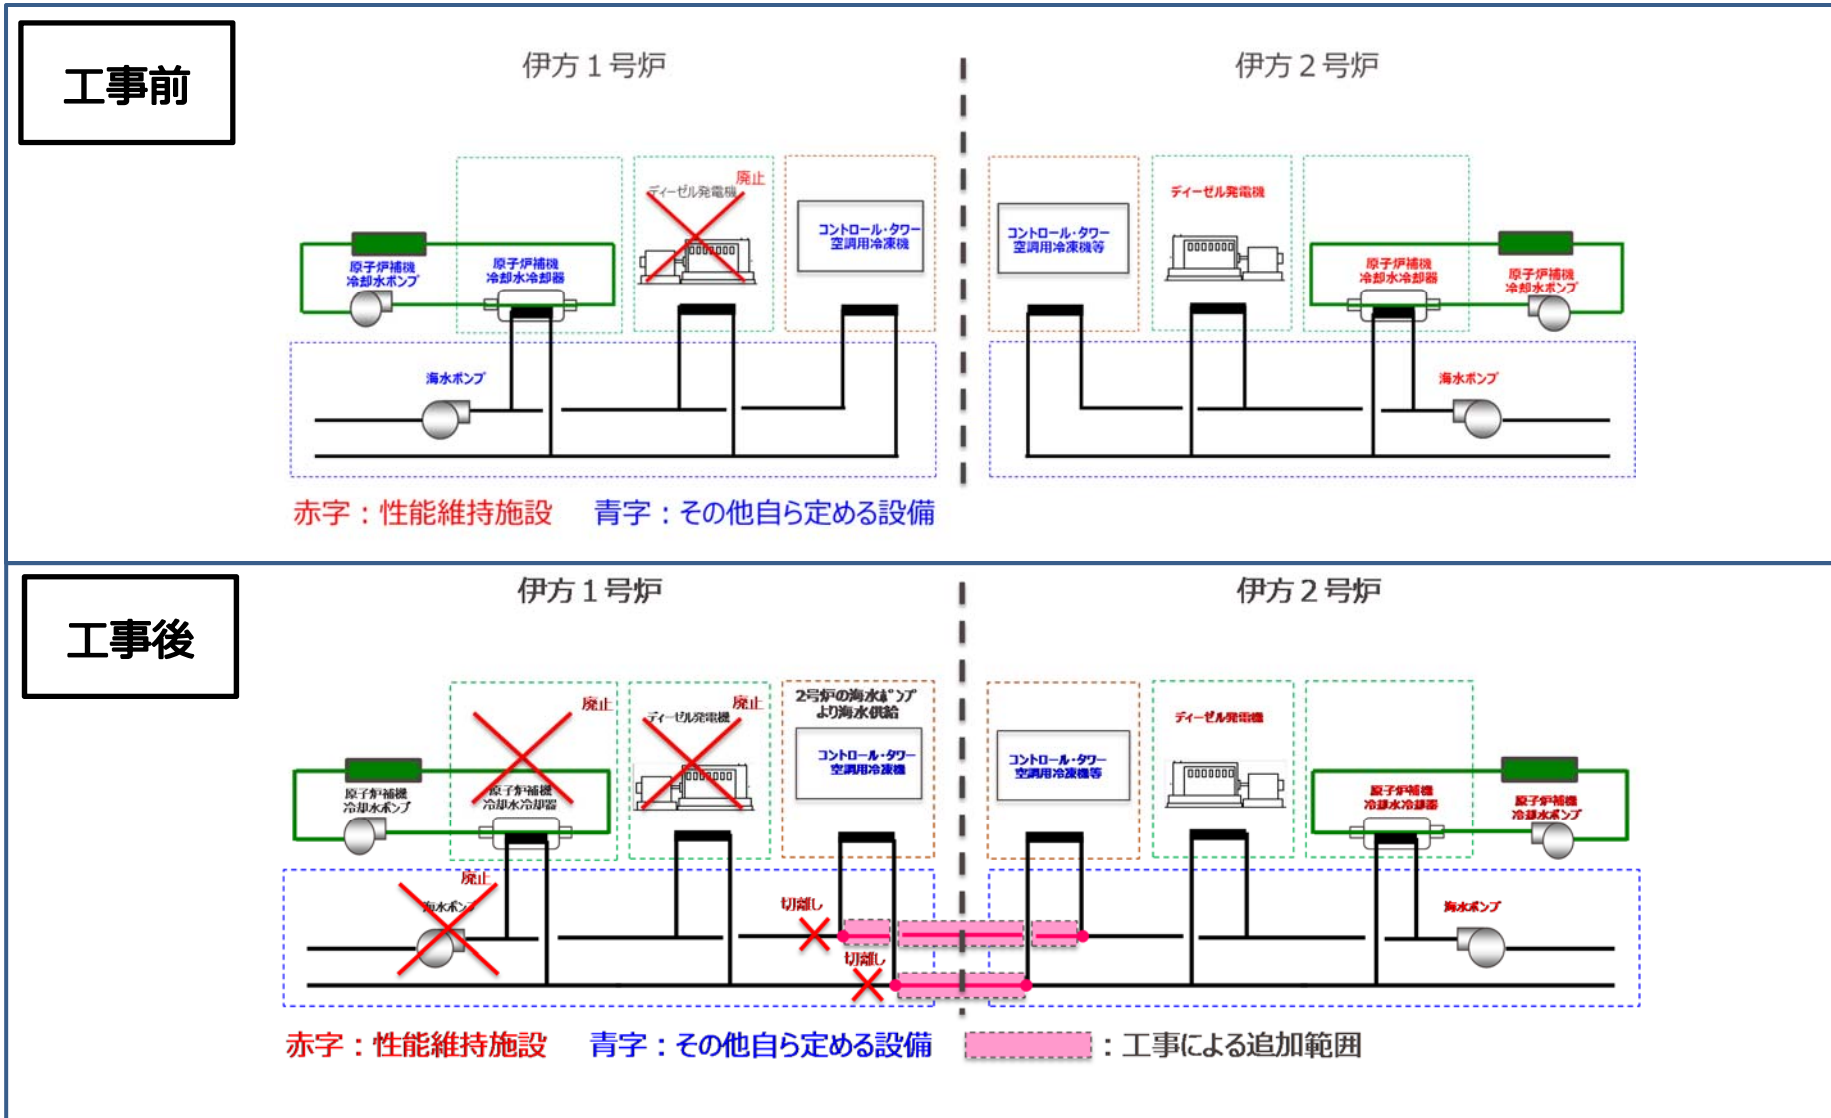 工事前
伊方１号炉
伊方２号炉
廃止
ディーゼル発電機
コントロール・タワー
空調用冷凍機
原子炉補機
冷却水ポンプ
原子炉補機
冷却水冷却器
海水ポンプ
コントロール・タワー
空調用冷凍機等
ディーゼル発電機
原子炉補機
冷却水冷却器
原子炉補機
冷却水ポンプ
海水ポンプ
赤字：性能維持施設
青字：その他自ら定める設備
工事後
伊方１号炉
伊方２号炉
廃止
原子炉補機
冷却水ポンプ
原子炉補機
冷却水冷却器
廃止
ディーゼル発電機
2号炉の海水ポンプ
より海水供給
コントロール・タワー
空調用冷凍機
廃止
海水ポンプ
切離し
切離し
コントロール・タワー
空調用冷凍機等
ディーゼル発電機
原子炉補機
冷却水冷却器
原子炉補機
冷却水ポンプ
海水ポンプ
赤字：性能維持施設
青字：その他自ら定める設備
：工事による追加範囲